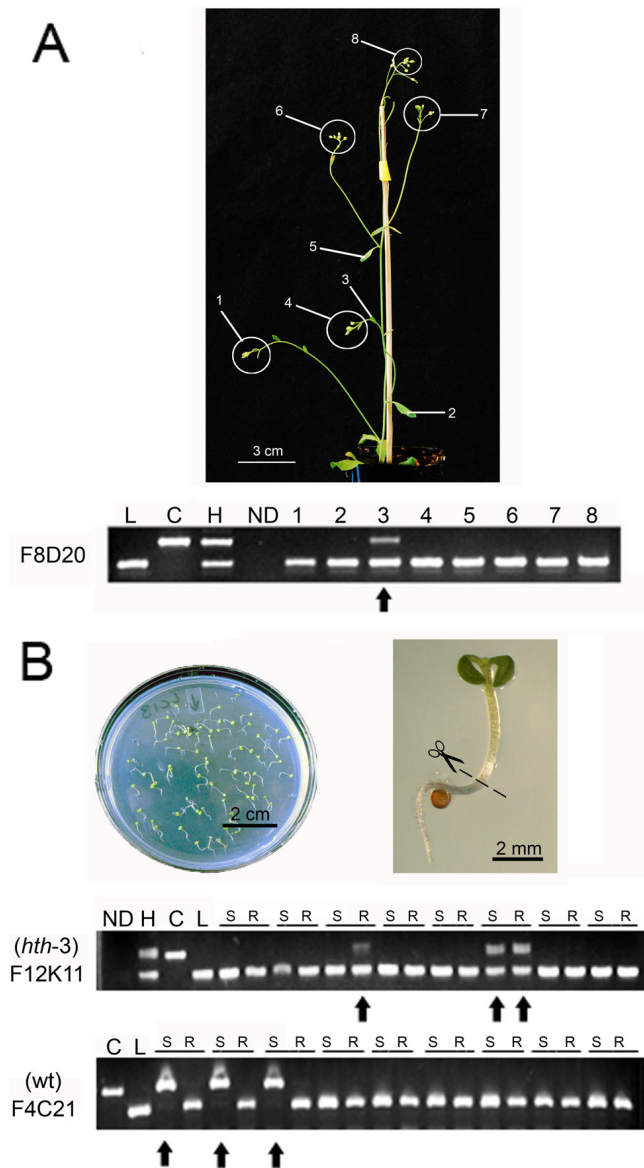 A
8
6
7
5
3
4
1
2
3 cm
L C H ND 1 2 3 4 5 6 7 8
F8D20
B
2 cm
2 mm
ND H C L S R S R S R S R S R S R S R S R
(hth-3)
F12K11
C L S R S R S R S R S R S R S R S R S R
(wt)
F4C21